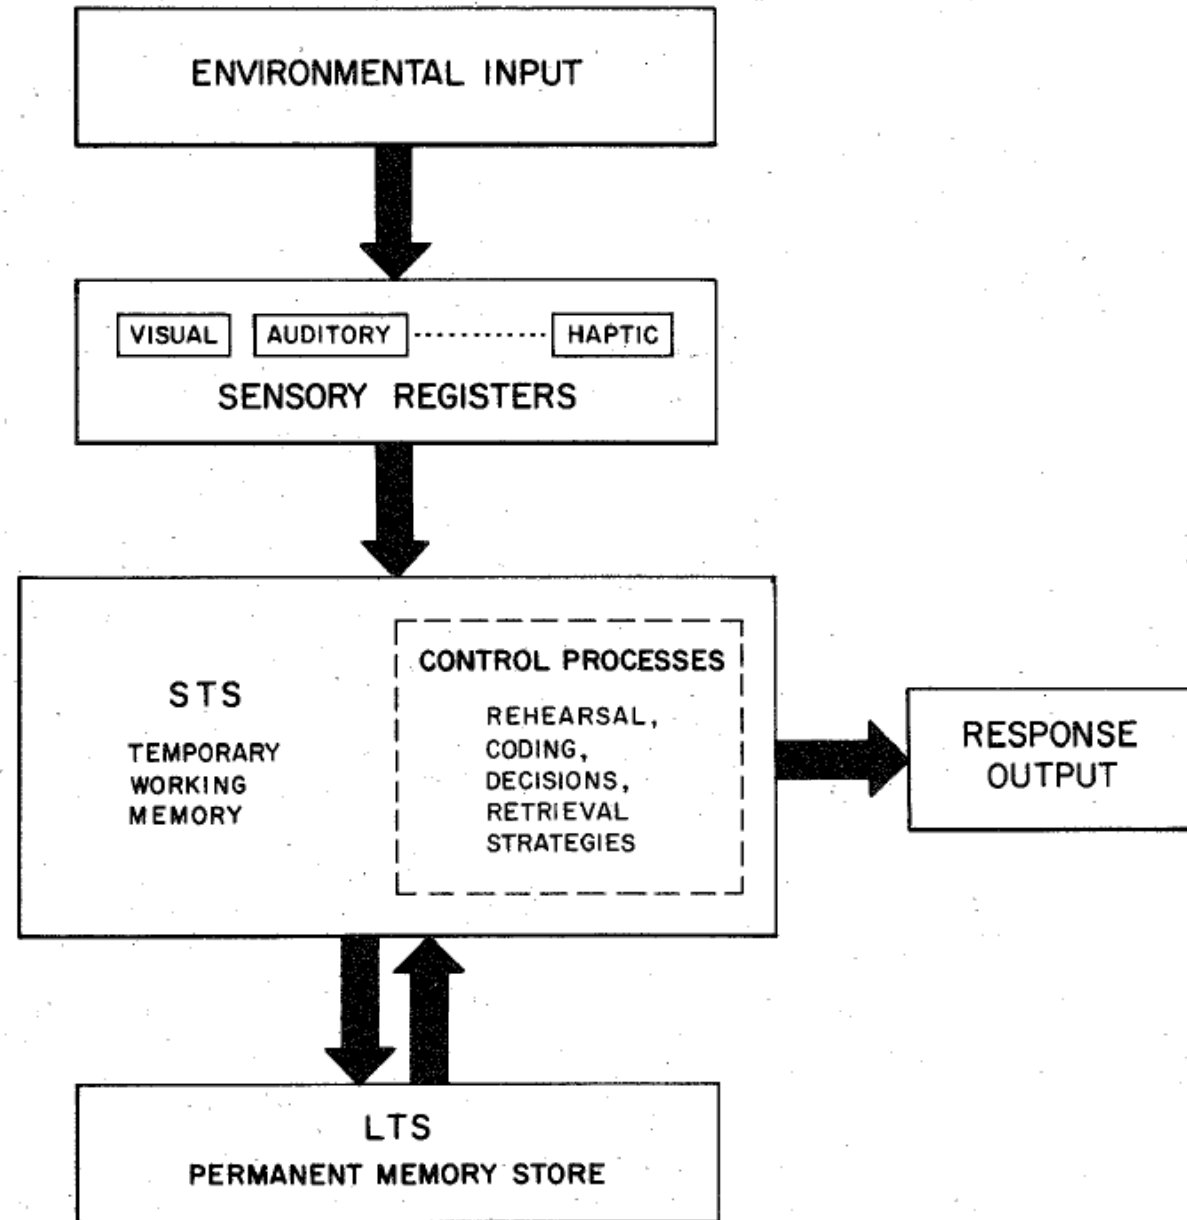 ENVIRONMENTAL INPUT
VISUAL
AUDITORY
HAPTIC
SENSORY REGISTERS
STS
TEMPORARY
WORKING
MEMORY
CONTROL PROCESSES
REHEARSAL,
CODING,
DECISIONS,
RETRIEVAL
STRATEGIES
RESPONSE
OUTPUT
LTS
PERMANENT MEMORY STORE